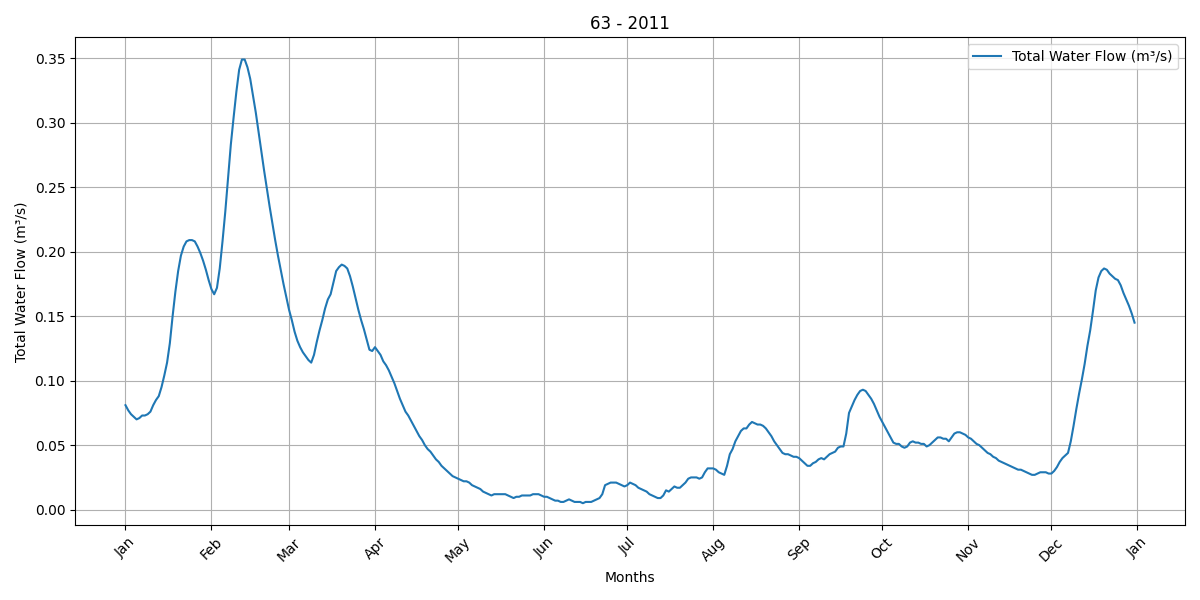 63 - 2011
Total Water Flow (m³/s)
Total Water Flow (m³/s)
0.35
0.30
0.25
0.20
0.15
0.10
0.05
0.00
Jan
Feb
Mar
Apr
May
Jun
Jul
Aug
Sep
Oct
Nov
Dec
Jan
Months